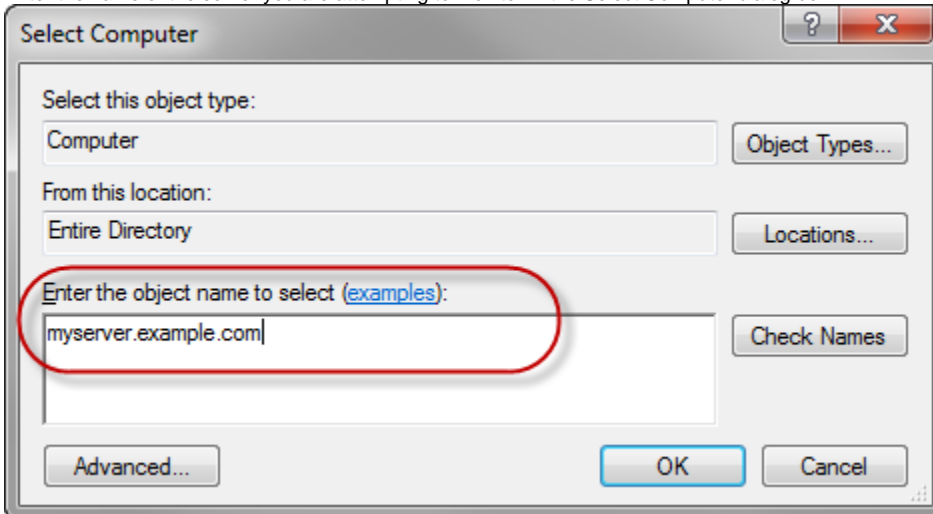 Select Computer
Select this object type:
Computer
Object Types...
From this location:
Entire Directory
Locations...
Enter the object name to select (examples):
myserver.example.com
Check Names
Advanced...
OK
Cancel